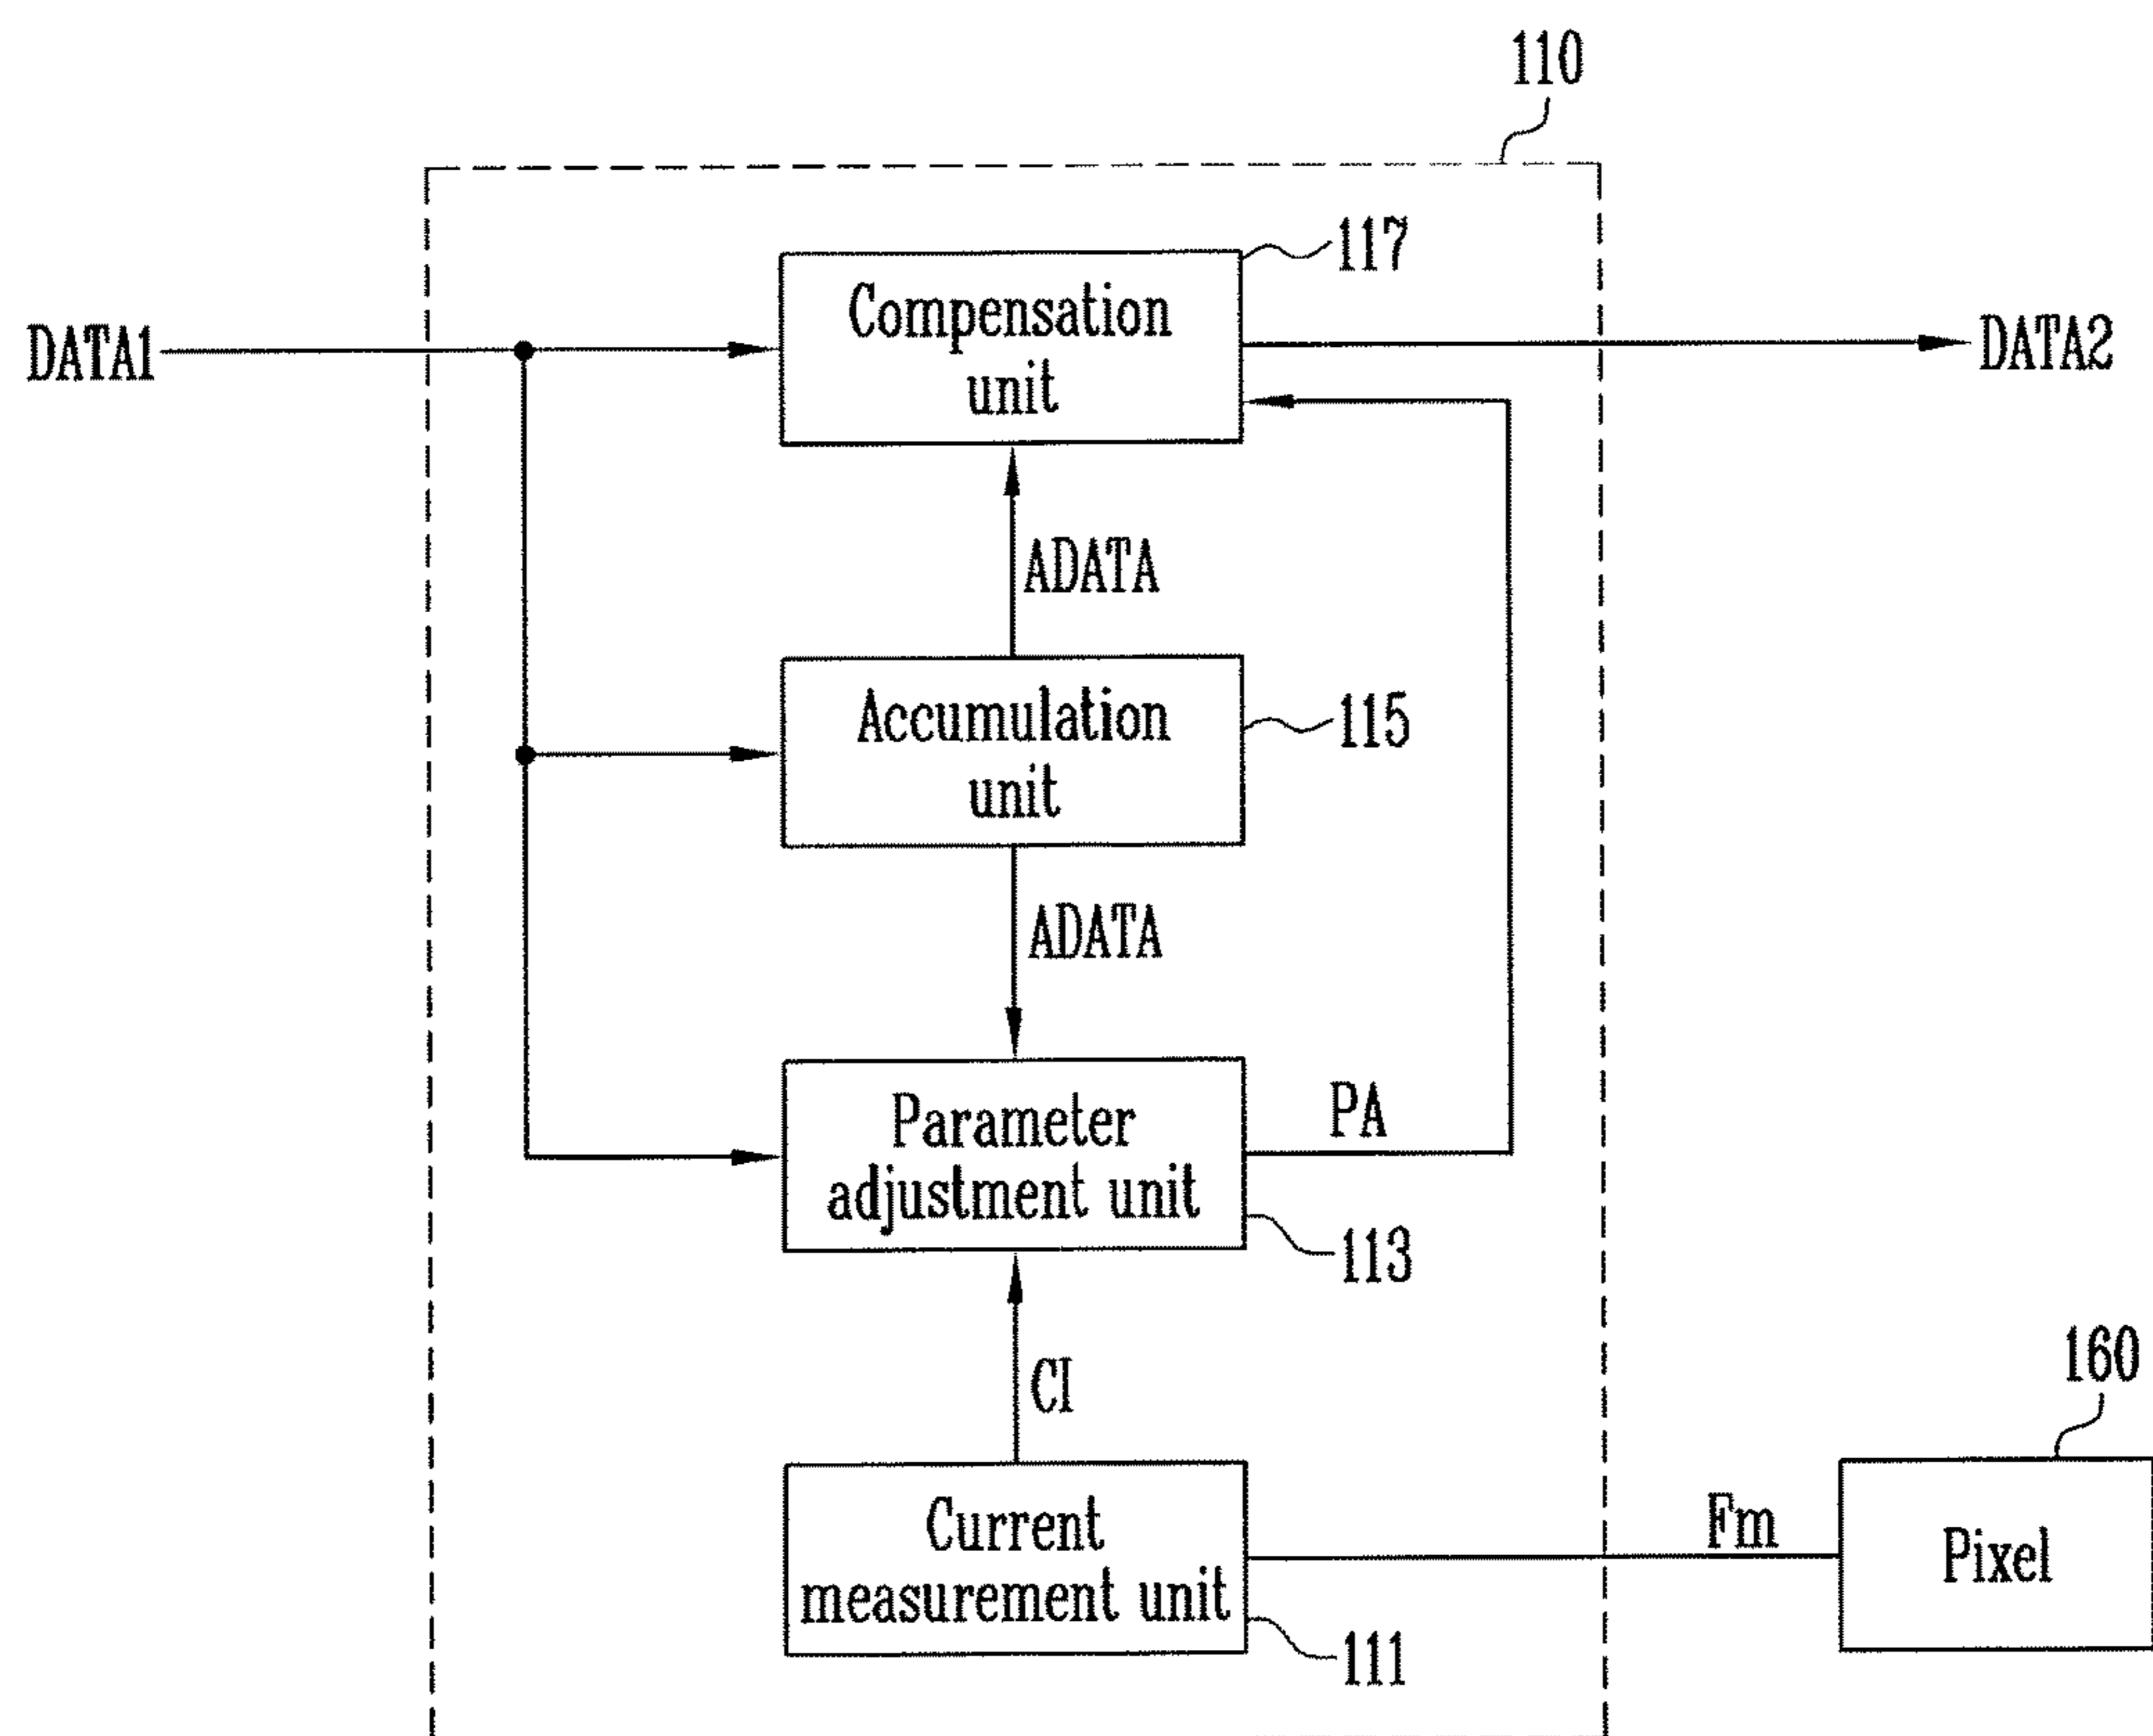 110
117
Compensation
unit
DATA1
DATA2
ADATA
Accumulation
unit
115
ADATA
Parameter
adjustment unit
PA
113
CI
160
Current
measurement unit
Fm
Pixel
111